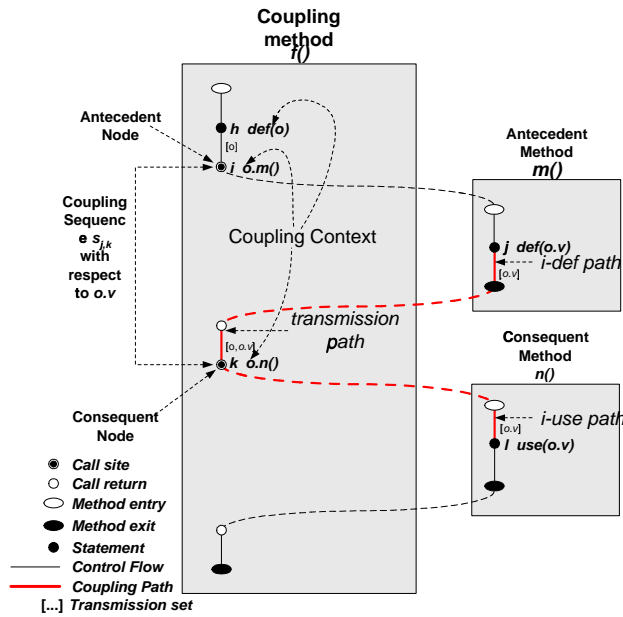 Coupling
method
f()
Antecedent
Node
h def(o)
[o]
i o.m()
Antecedent
Method
m()
Coupling
Sequenc
e s_{j,k}
with
respect
to o.v
Coupling Context
j def(o.v)
[o.v]
i-def path
transmission
path
[o,o.v]
k o.n()
Consequent
Method
n()
Consequent
Node
[o.v]
i-use path
l use(o.v)
Call site
Call return
Method entry
Method exit
Statement
Control Flow
Coupling Path
[...] Transmission set